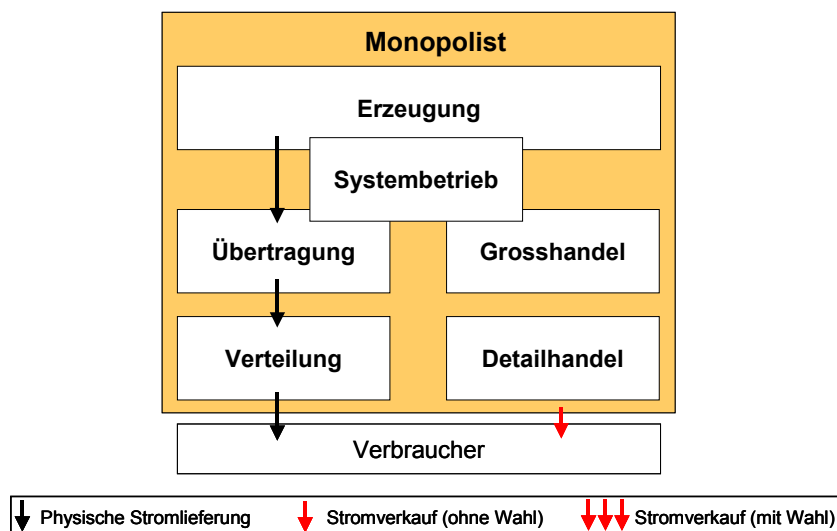 Monopolist
Erzeugung
Systembetrieb
Übertragung
Grosshandel
Verteilung
Detailhandel
Verbraucher
Physische Stromlieferung
Stromverkauf (ohne Wahl)
Stromverkauf (mit Wahl)